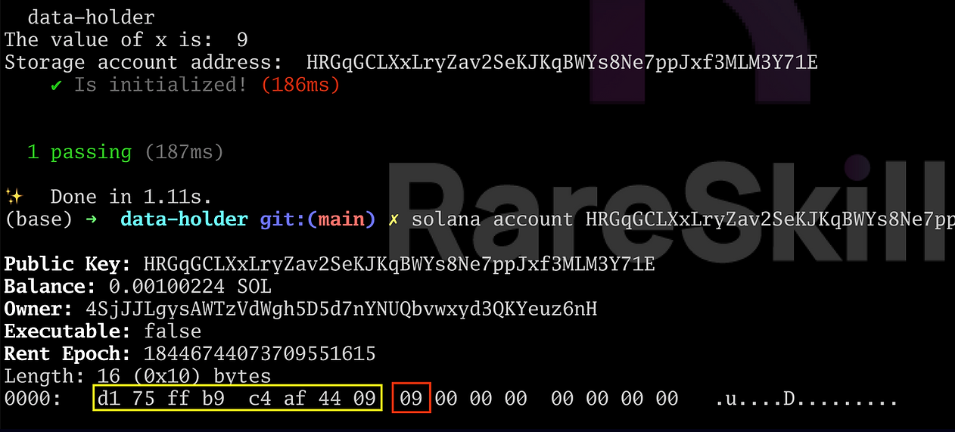 data-holder
The value of x is:  9
Storage account address:  HRGqGCLXxLryZav2SeKJKqBWYs8Ne7ppJxf3MLM3Y71E
✔ Is initialized! (186ms)
1 passing (187ms)
✨  Done in 1.11s.
(base) ➜  data-holder git:(main) ✗ solana account HRGqGCLXxLryZav2SeKJKqBWYs8Ne7pp
RareSkill
Public Key: HRGqGCLXxLryZav2SeKJKqBWYs8Ne7ppJxf3MLM3Y71E
Balance: 0.00100224 SOL
Owner: 4SjJJLgysAWTzVdWgh5D5d7nYNUQbvwxyd3QKYeuz6nH
Executable: false
Rent Epoch: 18446744073709551615
Length: 16 (0x10) bytes
0000:   d1 75 ff b9  c4 af 44 09  09 00 00 00  00 00 00 00   .u....D.........